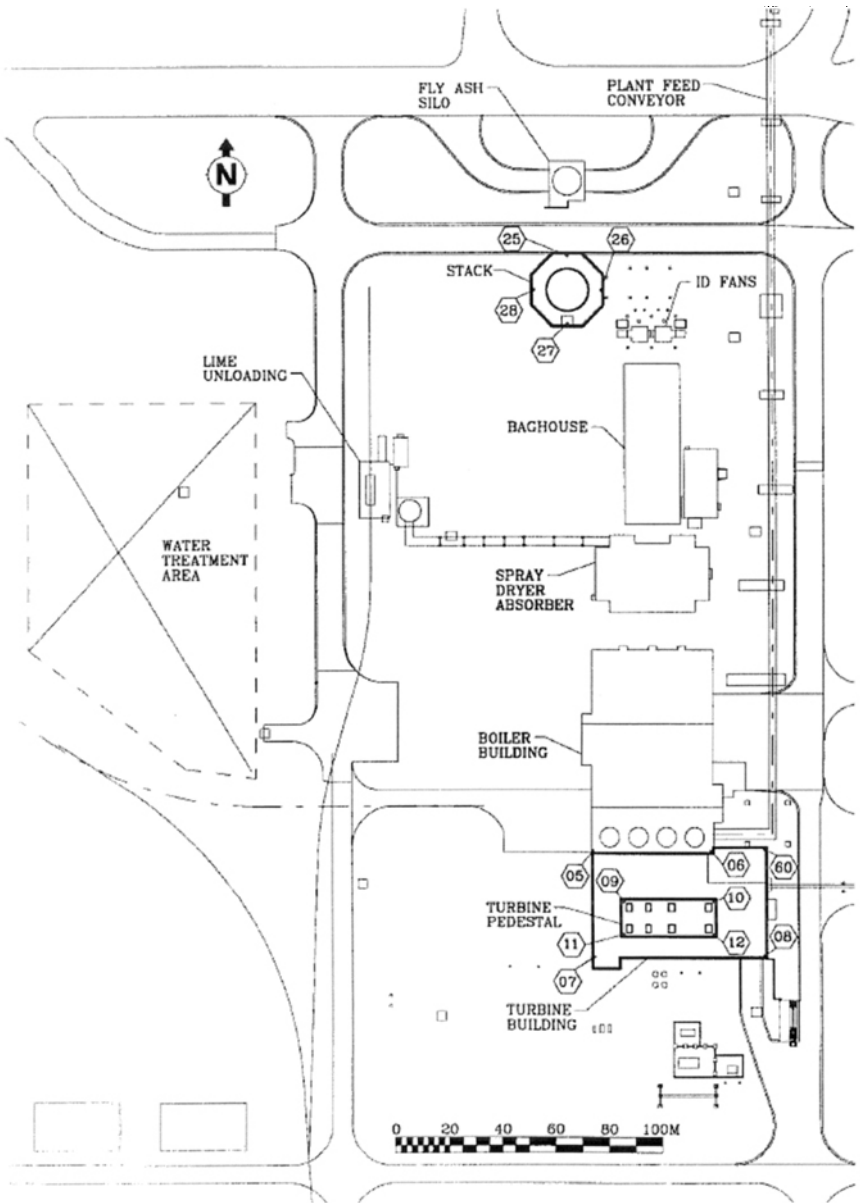 FLY ASH
SILO
PLANT FEED
CONVEYOR
N
25
26
STACK
ID FANS
28
27
LIME
UNLOADING
BAGHOUSE
WATER
TREATMENT
AREA
SPRAY
DRYER
ABSORBER
BOILER
BUILDING
05
06
60
09
10
TURBINE
PEDESTAL
11
12
08
07
TURBINE
BUILDING
0 20 40 60 80 100M